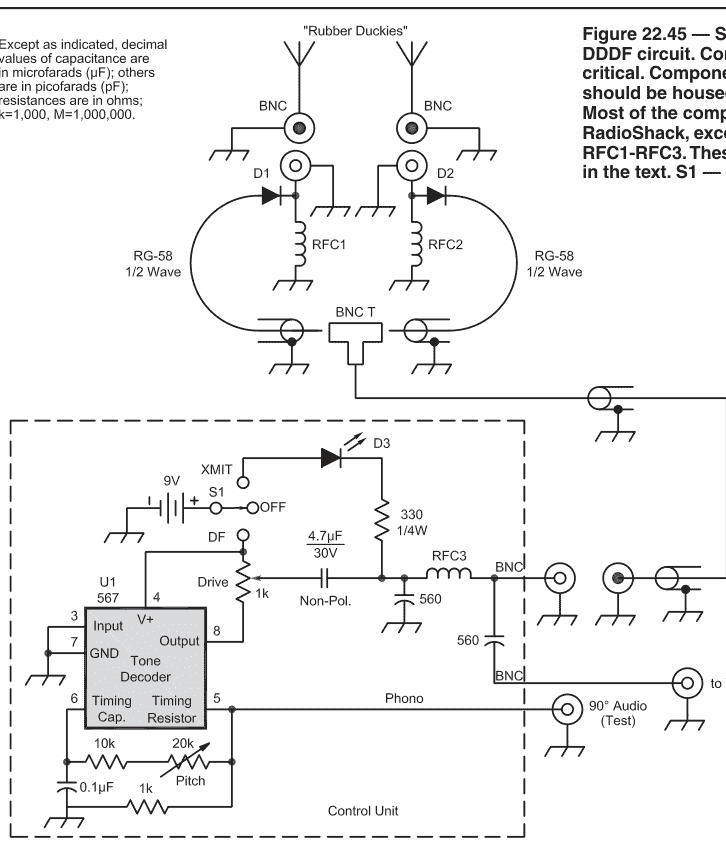 "Rubber Duckies"
Except as indicated, decimal
values of capacitance are
in microfarads (µF); others
are in picofarads (pF);
resistances are in ohms;
k=1,000, M=1,000,000.
Figure 22.45 — S
DDDF circuit. Co
critical. Compone
should be house
Most of the comp
RadioShack, exc
RFC1-RFC3. Thes
in the text. S1 —
BNC
BNC
D1
D2
RFC1
RFC2
RG-58
1/2 Wave
RG-58
1/2 Wave
BNC T
D3
XMIT
9V
S1
OFF
DF
330
1/4W
4.7µF
30V
Non-Pol.
RFC3
BNC
Drive
1k
560
560
BNC
to
U1
567
4
V+
3
Input
7
GND
Output
8
Tone
Decoder
6
Timing
Cap.
Timing
Resistor
5
Phono
90° Audio
(Test)
10k
20k
Pitch
0.1µF
1k
Control Unit